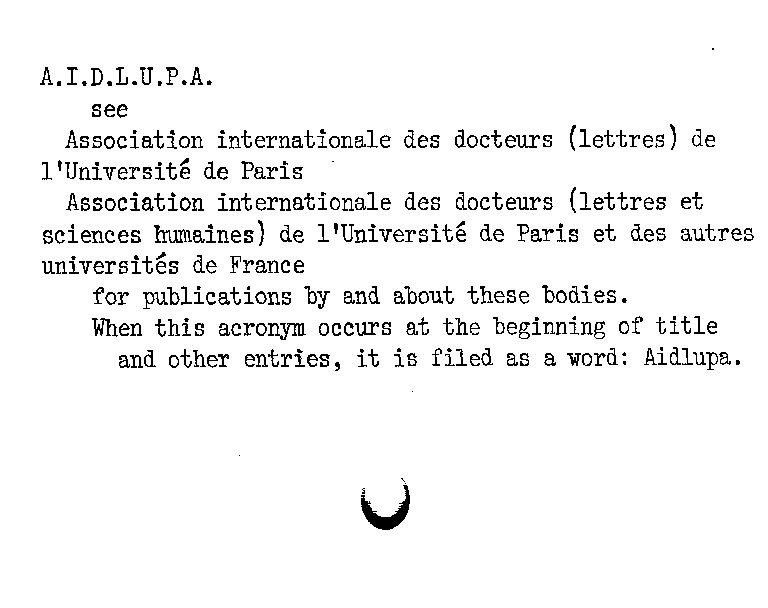 A.I.D.L.U.P.A.
see
Association internationale des docteurs (lettres) de
l'Université de Paris
Association internationale des docteurs (lettres et
sciences humaines) de l'Université de Paris et des autres
universités de France
for publications by and about these bodies.
When this acronym occurs at the beginning of title
and other entries, it is filed as a word: Aidlupa.